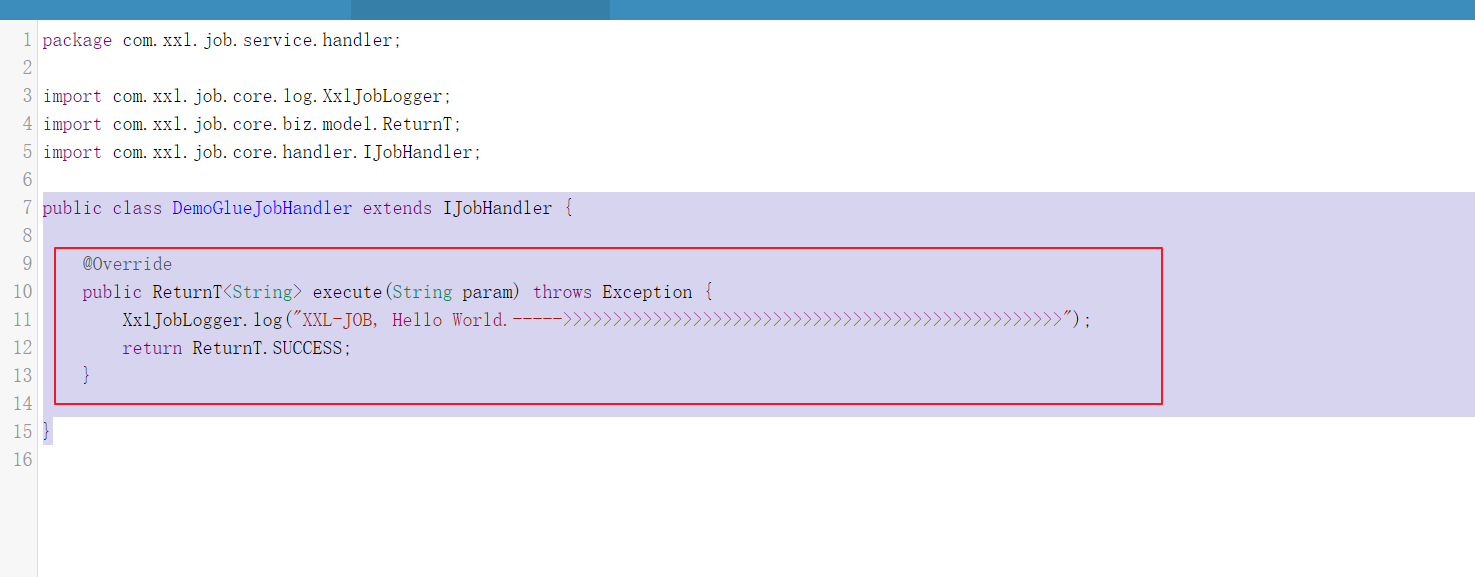 1 package com.xxl.job.service.handler;
2
3 import com.xxl.job.core.log.XxlJobLogger;
4 import com.xxl.job.core.biz.model.ReturnT;
5 import com.xxl.job.core.handler.IJobHandler;
6
7 public class DemoGlueJobHandler extends IJobHandler {
8
9 @Override
10 public ReturnT<String> execute(String param) throws Exception {
11 XxlJobLogger.log("XXL-JOB, Hello World.----->>>>>>>>>>>>>>>>>>>>>>>>>>>>>>>>>>>>>>>>>>>>>>>>>>");
12 return ReturnT.SUCCESS;
13 }
14
15 }
16